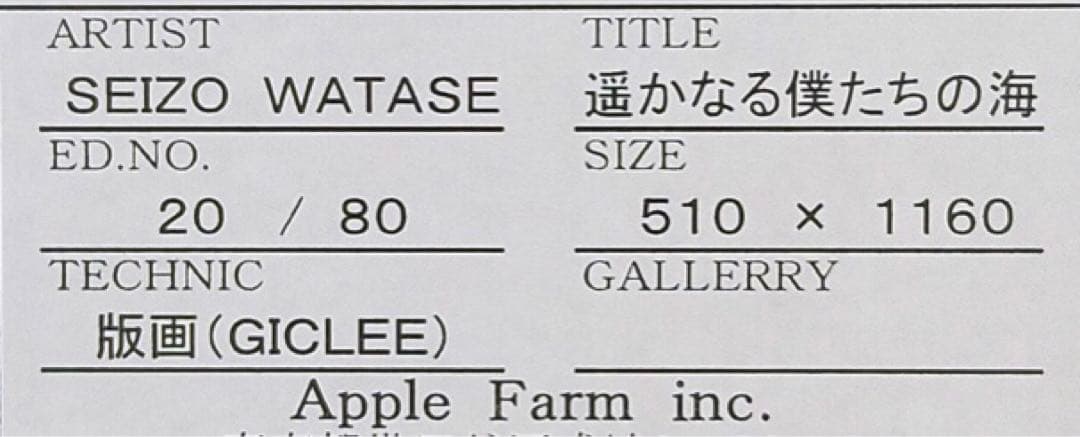 ARTIST
SEIZO WATASE
TITLE
遥かなる僕たちの海
ED.NO.
20 / 80
SIZE
510 × 1160
TECHNIC
版画(GICLEE)
GALLERRY
Apple Farm inc.